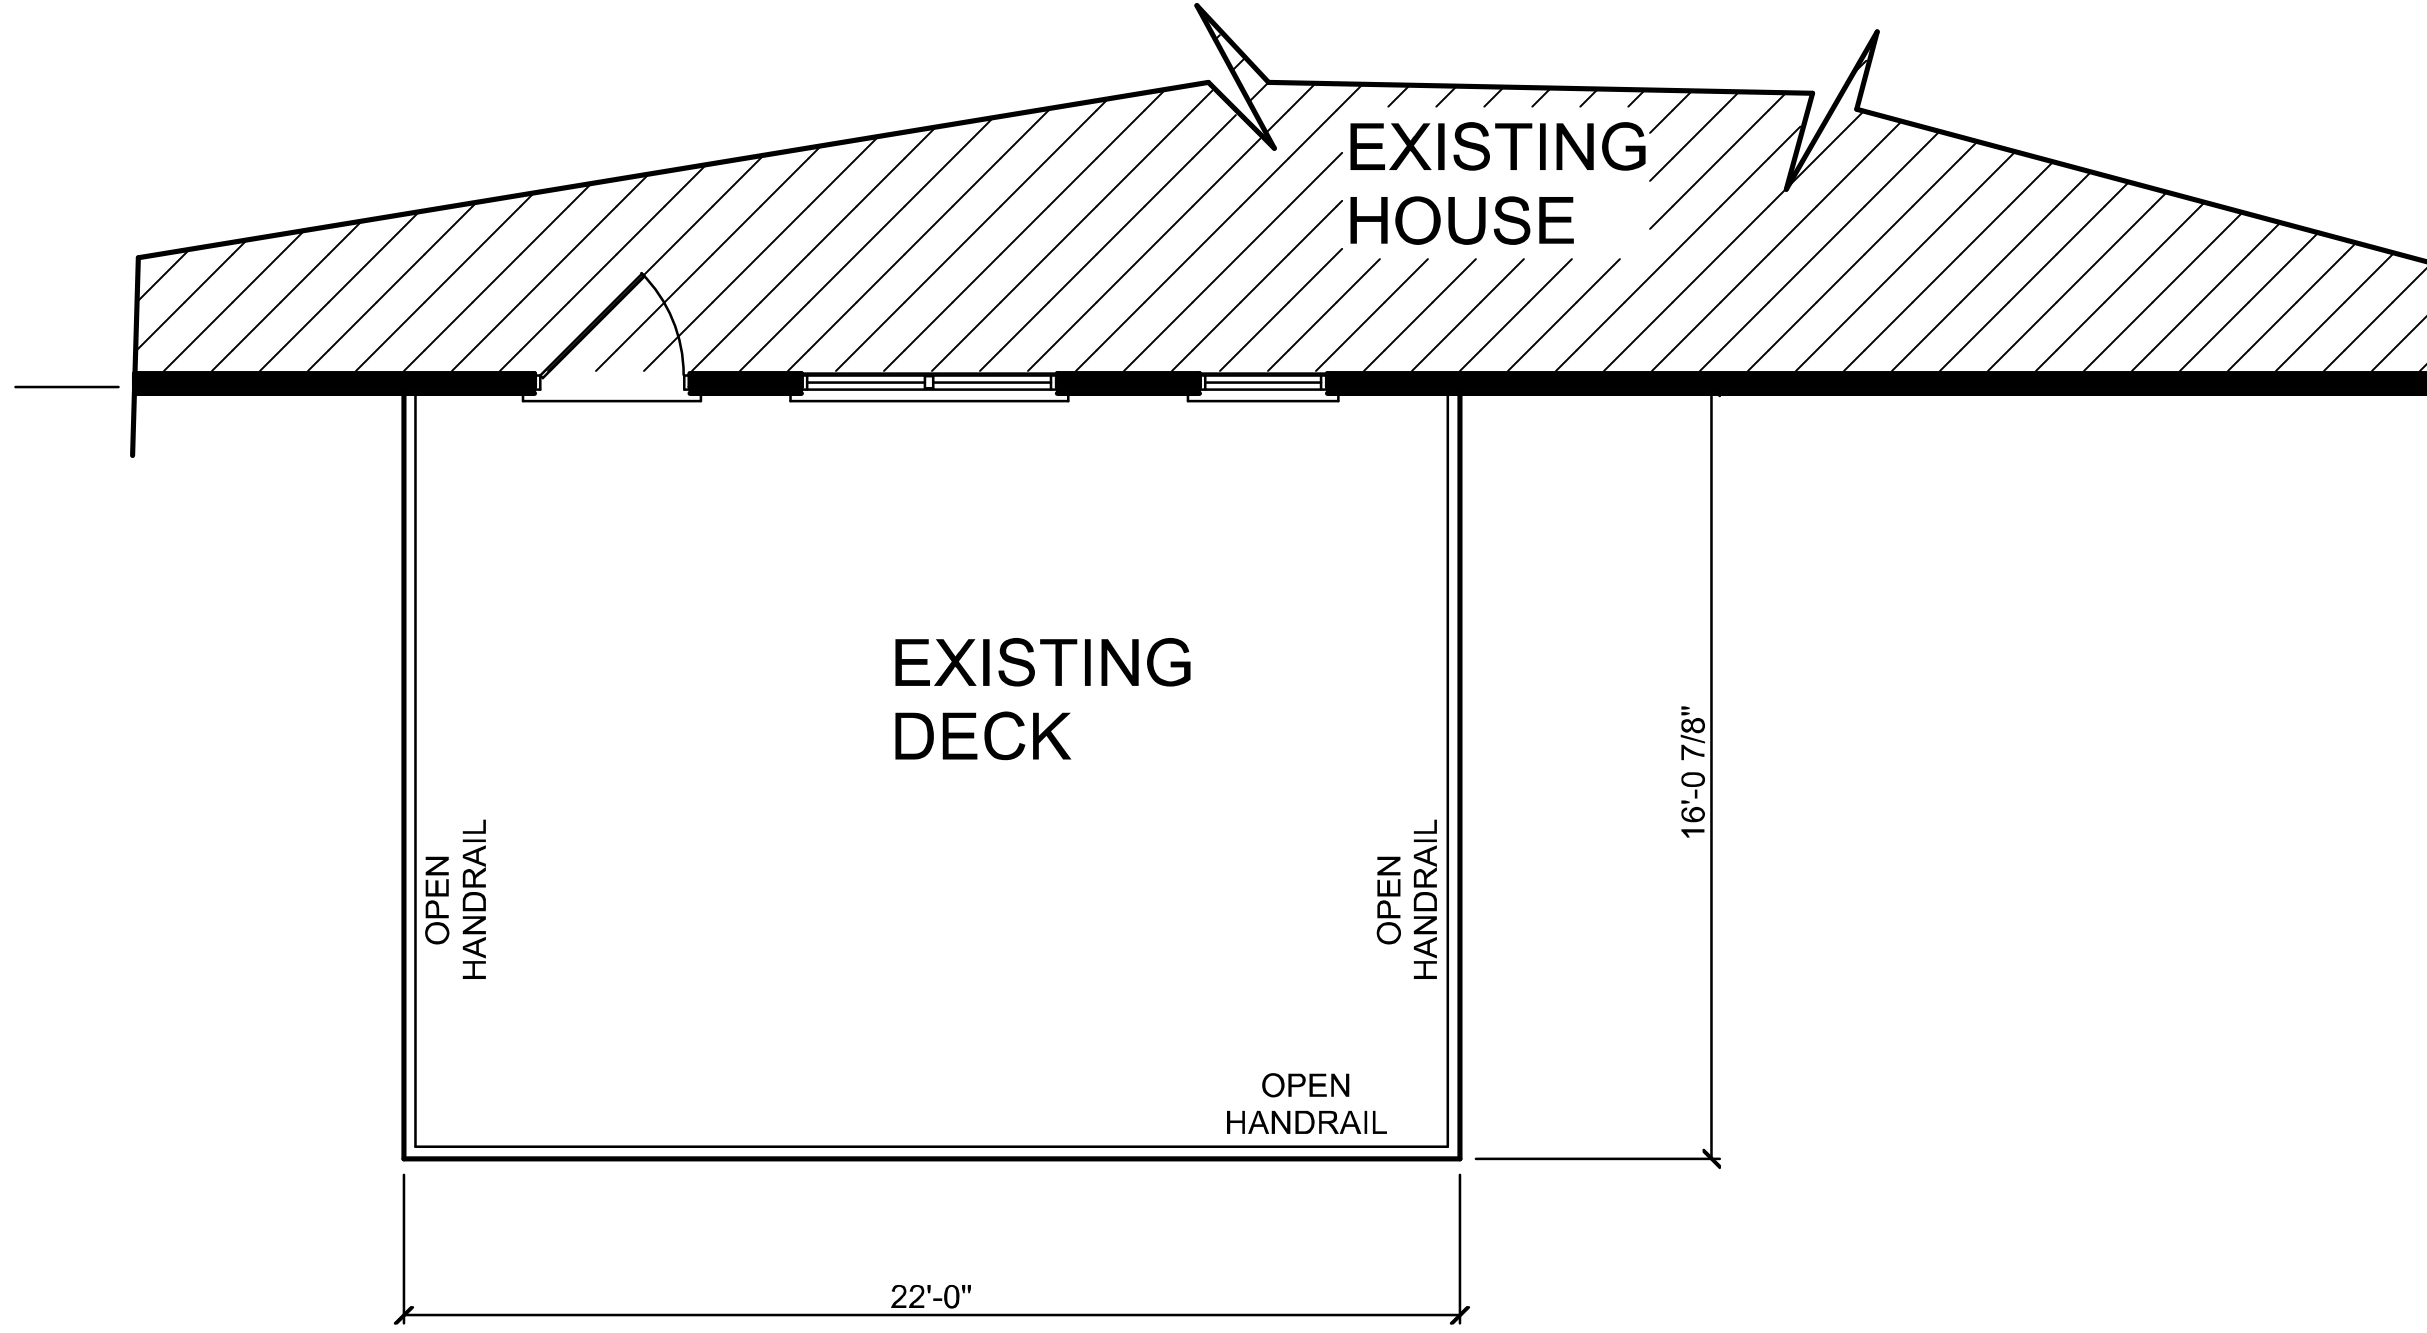 EXISTING
HOUSE
EXISTING
DECK
16'-0 7/8"
OPEN
HANDRAIL
OPEN
HANDRAIL
OPEN
HANDRAIL
22'-0"